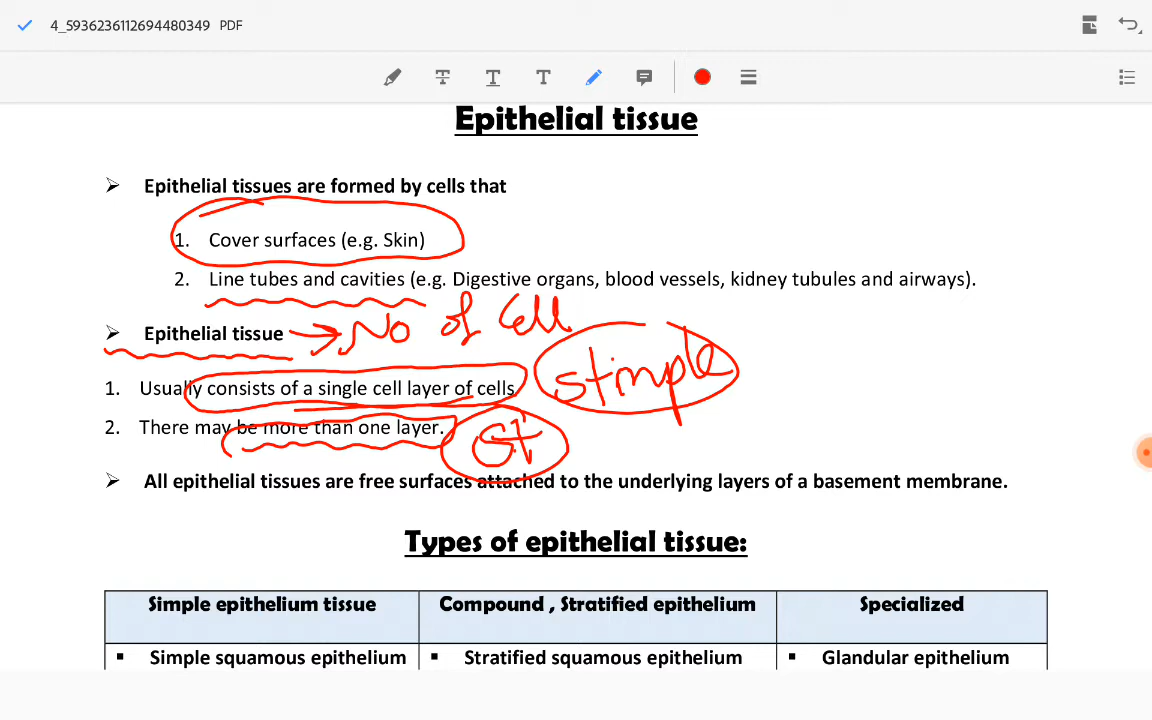 4_5936236112694480349 PDF
Epithelial tissue
➢ Epithelial tissues are formed by cells that
1. Cover surfaces (e.g. Skin)
2. Line tubes and cavities (e.g. Digestive organs, blood vessels, kidney tubules and airways).
➢ Epithelial tissue → No of Cell
1. Usually consists of a single cell layer of cells stimple
2. There may be more than one layer. St
➢ All epithelial tissues are free surfaces attached to the underlying layers of a basement membrane.
Types of epithelial tissue:
Simple epithelium tissue Compound , Stratified epithelium Specialized
▪ Simple squamous epithelium ▪ Stratified squamous epithelium ▪ Glandular epithelium